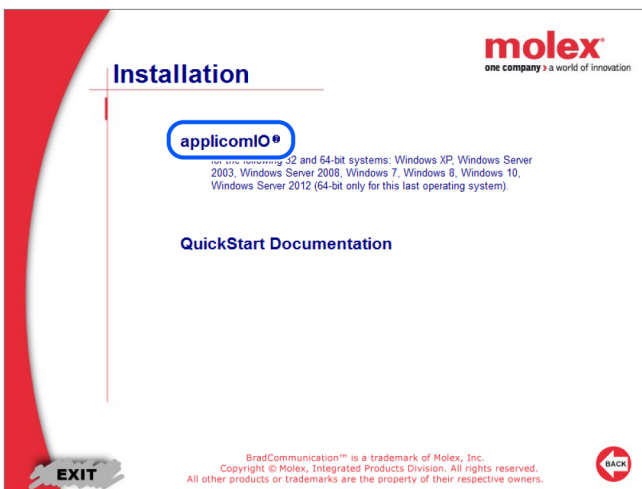 molex®
one company > a world of innovation
Installation
applicomIO®
for the following 32 and 64-bit systems: Windows XP, Windows Server
2003, Windows Server 2008, Windows 7, Windows 8, Windows 10,
Windows Server 2012 (64-bit only for this last operating system).
QuickStart Documentation
BradCommunication™ is a trademark of Molex, Inc.
Copyright © Molex, Integrated Products Division. All rights reserved.
All other products or trademarks are the property of their respective owners.
EXIT
BACK